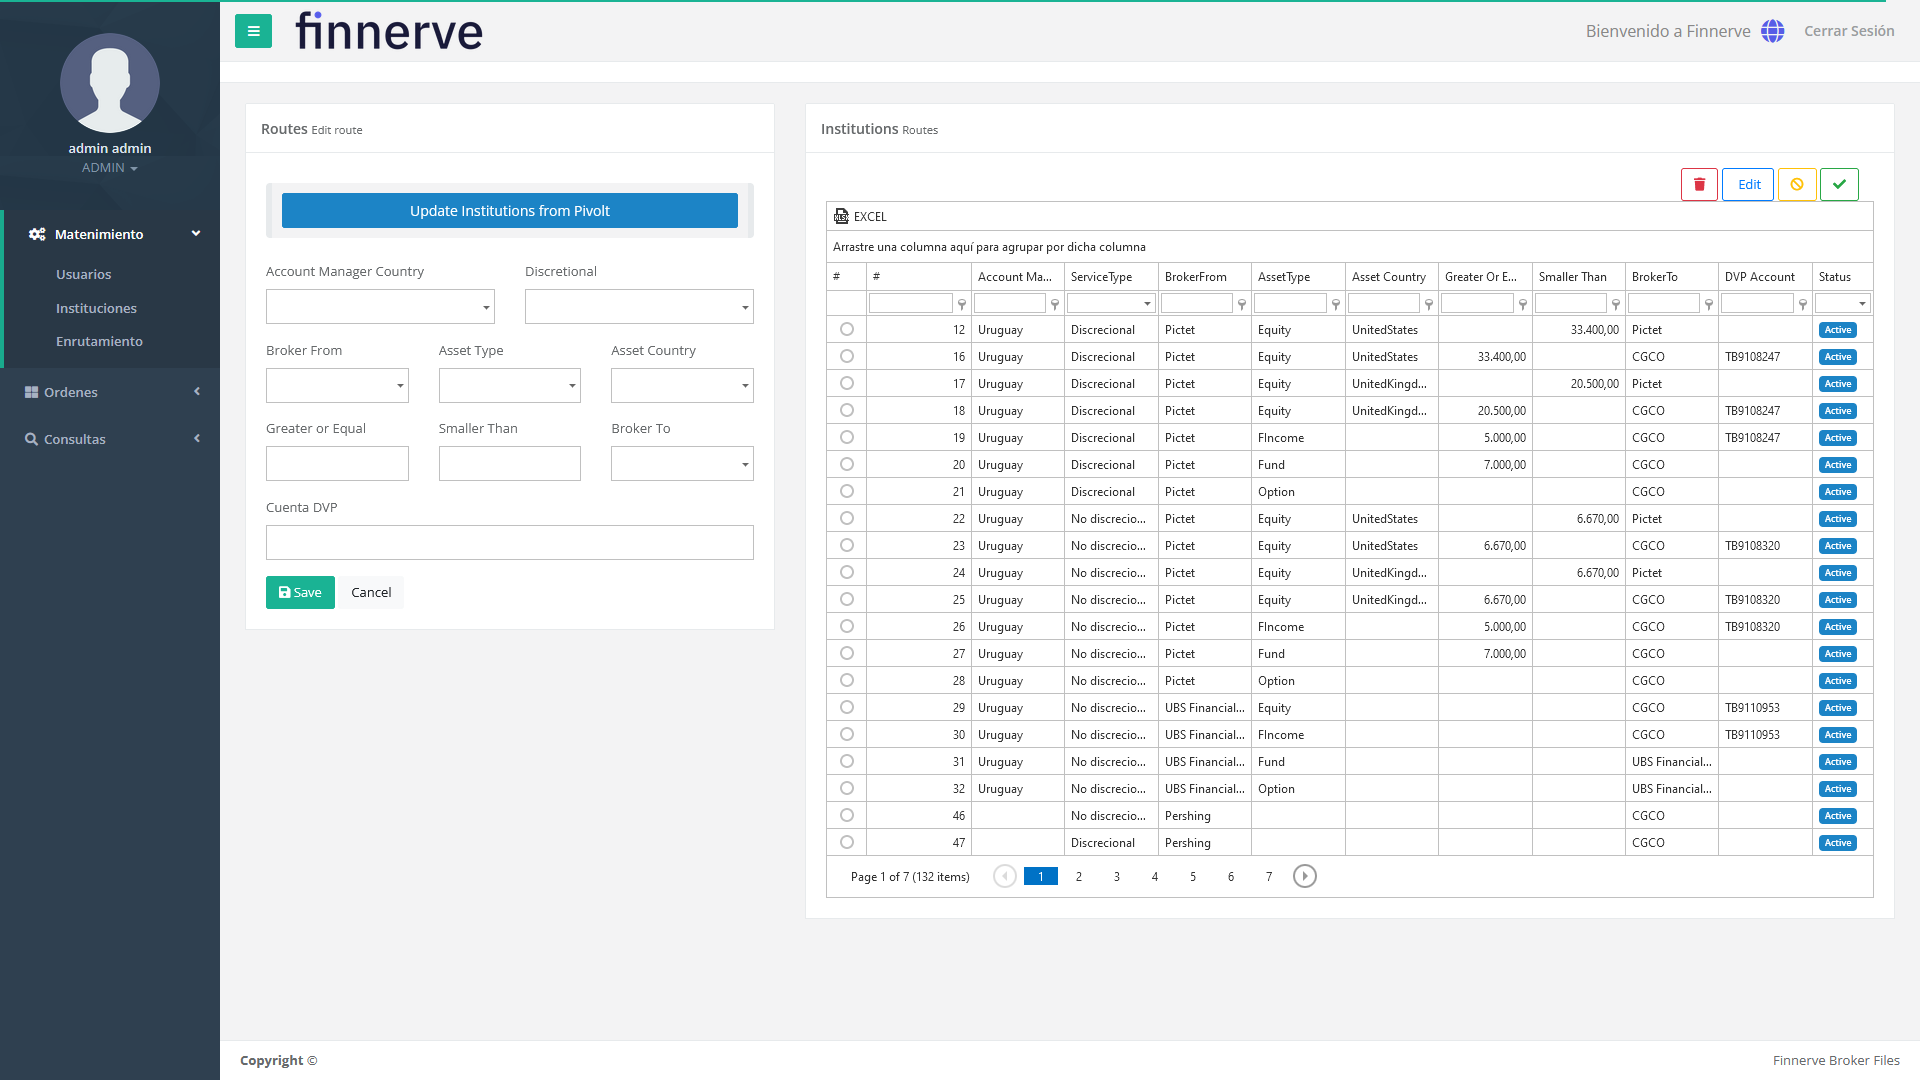 finnerve
Bienvenido a Finnerve
Cerrar Sesión
admin admin
ADMIN
Matenimiento
Usuarios
Instituciones
Enrutamiento
Ordenes
Consultas
Routes Edit route
Update Institutions from Pivolt
Account Manager Country Discretional
Broker From Asset Type Asset Country
Greater or Equal Smaller Than Broker To
Cuenta DVP
Save Cancel
Institutions Routes
Edit
EXCEL
Arrastre una columna aquí para agrupar por dicha columna
# # Account Ma... ServiceType BrokerFrom AssetType Asset Country Greater Or E... Smaller Than BrokerTo DVP Account Status
12 Uruguay Discrecional Pictet Equity UnitedStates 33.400,00 Pictet Active
16 Uruguay Discrecional Pictet Equity UnitedStates 33.400,00 CGCO TB9108247 Active
17 Uruguay Discrecional Pictet Equity UnitedKingd... 20.500,00 Pictet Active
18 Uruguay Discrecional Pictet Equity UnitedKingd... 20.500,00 CGCO TB9108247 Active
19 Uruguay Discrecional Pictet FIncome 5.000,00 CGCO TB9108247 Active
20 Uruguay Discrecional Pictet Fund 7.000,00 CGCO Active
21 Uruguay Discrecional Pictet Option CGCO Active
22 Uruguay No discrecio... Pictet Equity UnitedStates 6.670,00 Pictet Active
23 Uruguay No discrecio... Pictet Equity UnitedStates 6.670,00 CGCO TB9108320 Active
24 Uruguay No discrecio... Pictet Equity UnitedKingd... 6.670,00 Pictet Active
25 Uruguay No discrecio... Pictet Equity UnitedKingd... 6.670,00 CGCO TB9108320 Active
26 Uruguay No discrecio... Pictet FIncome 5.000,00 CGCO TB9108320 Active
27 Uruguay No discrecio... Pictet Fund 7.000,00 CGCO Active
28 Uruguay No discrecio... Pictet Option CGCO Active
29 Uruguay No discrecio... UBS Financial... Equity CGCO TB9110953 Active
30 Uruguay No discrecio... UBS Financial... FIncome CGCO TB9110953 Active
31 Uruguay No discrecio... UBS Financial... Fund UBS Financial... Active
32 Uruguay No discrecio... UBS Financial... Option UBS Financial... Active
46 No discrecio... Pershing CGCO Active
47 Discrecional Pershing CGCO Active
Page 1 of 7 (132 items) 1 2 3 4 5 6 7
Copyright ©
Finnerve Broker Files